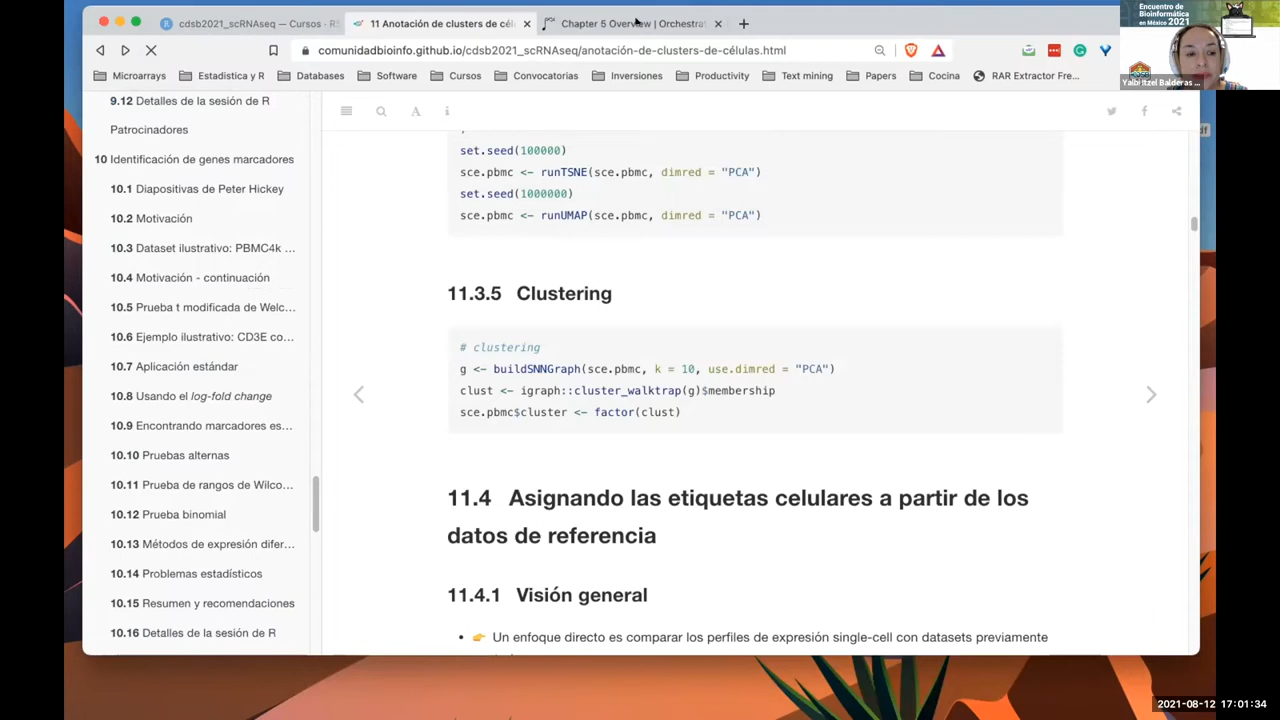 cdsb2021_scRNAseq — Cursos · RS
11 Anotación de clusters de cél
Chapter 5 Overview | Orchestrat
comunidadbioinfo.github.io/cdsb2021_scRNAseq/anotación-de-clusters-de-células.html
Microarrays
Estadistica y R
Databases
Software
Cursos
Convocatorias
Inversiones
Productivity
Text mining
Papers
Cocina
RAR Extractor Fre...
Encuentro de
Bioinformática
en México 2021
Yalbi Itzel Balderas ...
9.12 Detalles de la sesión de R
Patrocinadores
10 Identificación de genes marcadores
10.1 Diapositivas de Peter Hickey
10.2 Motivación
10.3 Dataset ilustrativo: PBMC4k ...
10.4 Motivación - continuación
10.5 Prueba t modificada de Welc...
10.6 Ejemplo ilustrativo: CD3E co...
10.7 Aplicación estándar
10.8 Usando el log-fold change
10.9 Encontrando marcadores es...
10.10 Pruebas alternas
10.11 Prueba de rangos de Wilco...
10.12 Prueba binomial
10.13 Métodos de expresión difer...
10.14 Problemas estadísticos
10.15 Resumen y recomendaciones
10.16 Detalles de la sesión de R
set.seed(100000)
sce.pbmc <- runTSNE(sce.pbmc, dimred = "PCA")
set.seed(1000000)
sce.pbmc <- runUMAP(sce.pbmc, dimred = "PCA")
11.3.5 Clustering
# clustering
g <- buildSNNGraph(sce.pbmc, k = 10, use.dimred = "PCA")
clust <- igraph::cluster_walktrap(g)$membership
sce.pbmc$cluster <- factor(clust)
11.4 Asignando las etiquetas celulares a partir de los
datos de referencia
11.4.1 Visión general
• 👉 Un enfoque directo es comparar los perfiles de expresión single-cell con datasets previamente
2021-08-12 17:01:34